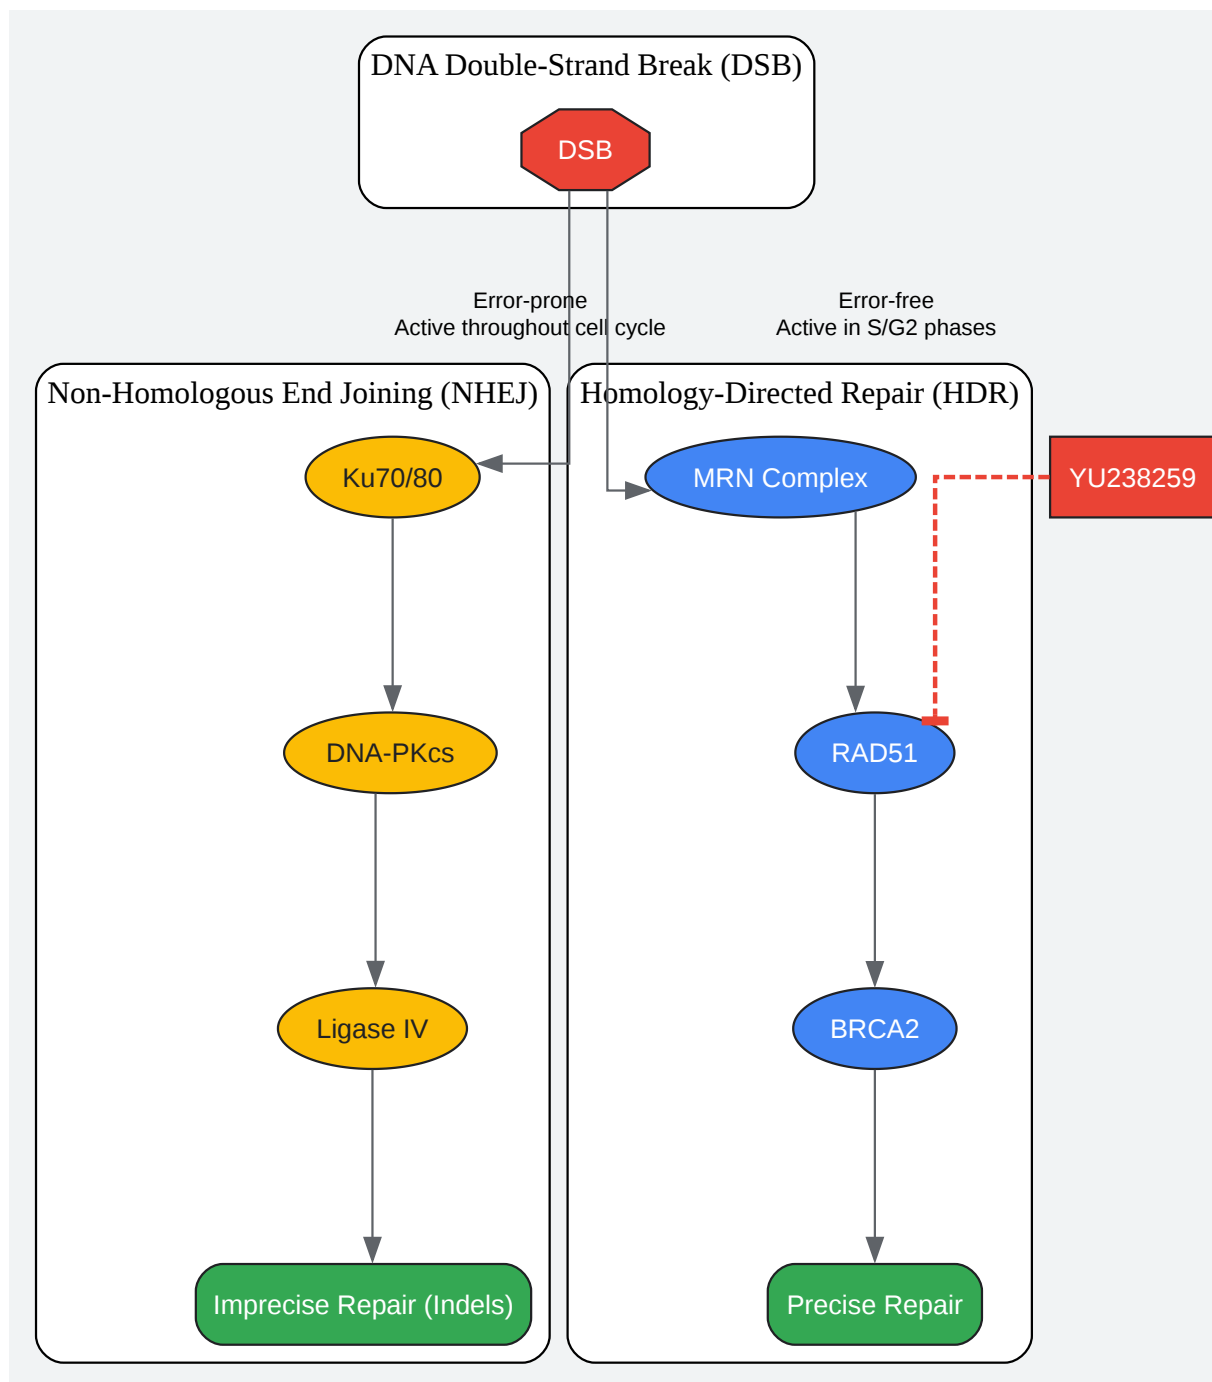 DNA Double-Strand Break (DSB)
DSB
Error-prone
Active throughout cell cycle
Error-free
Active in S/G2 phases
Non-Homologous End Joining (NHEJ)
Homology-Directed Repair (HDR)
Ku70/80
MRN Complex
YU238259
DNA-PKcs
RAD51
Ligase IV
BRCA2
Imprecise Repair (Indels)
Precise Repair